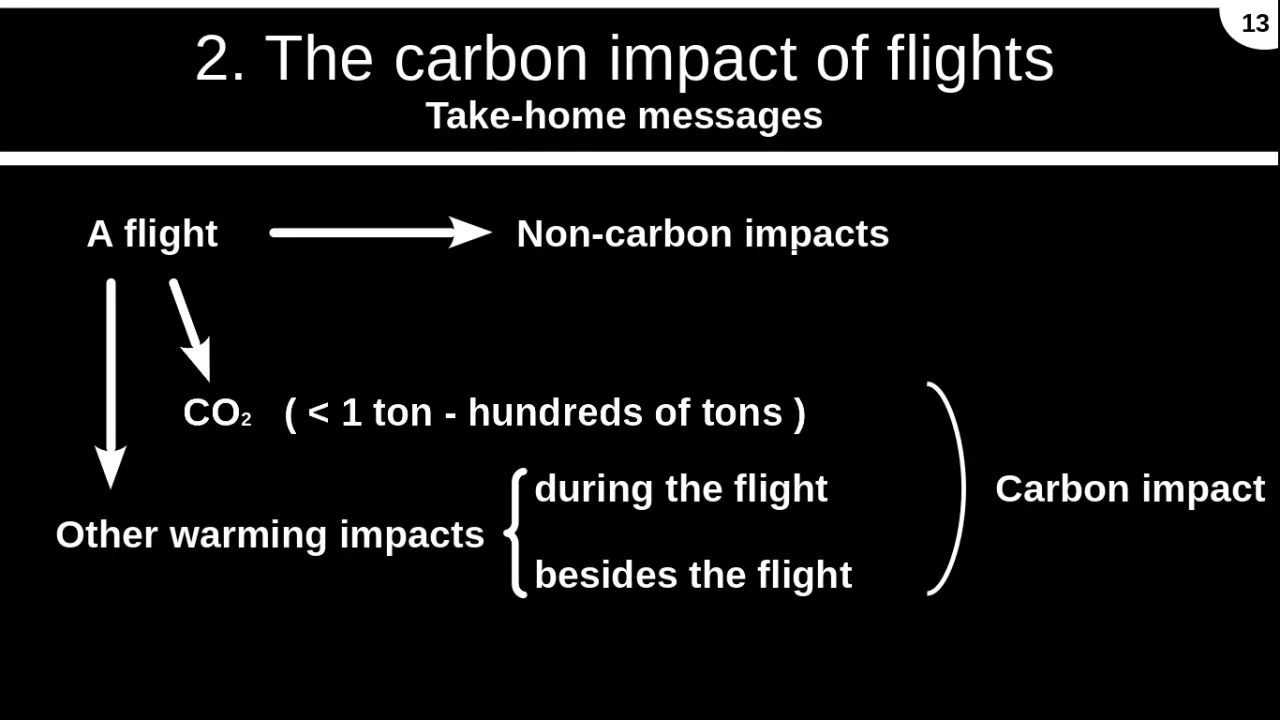 13
2. The carbon impact of flights
Take-home messages
A flight
Non-carbon impacts
CO₂ ( < 1 ton - hundreds of tons )
during the flight
Carbon impact
Other warming impacts
besides the flight